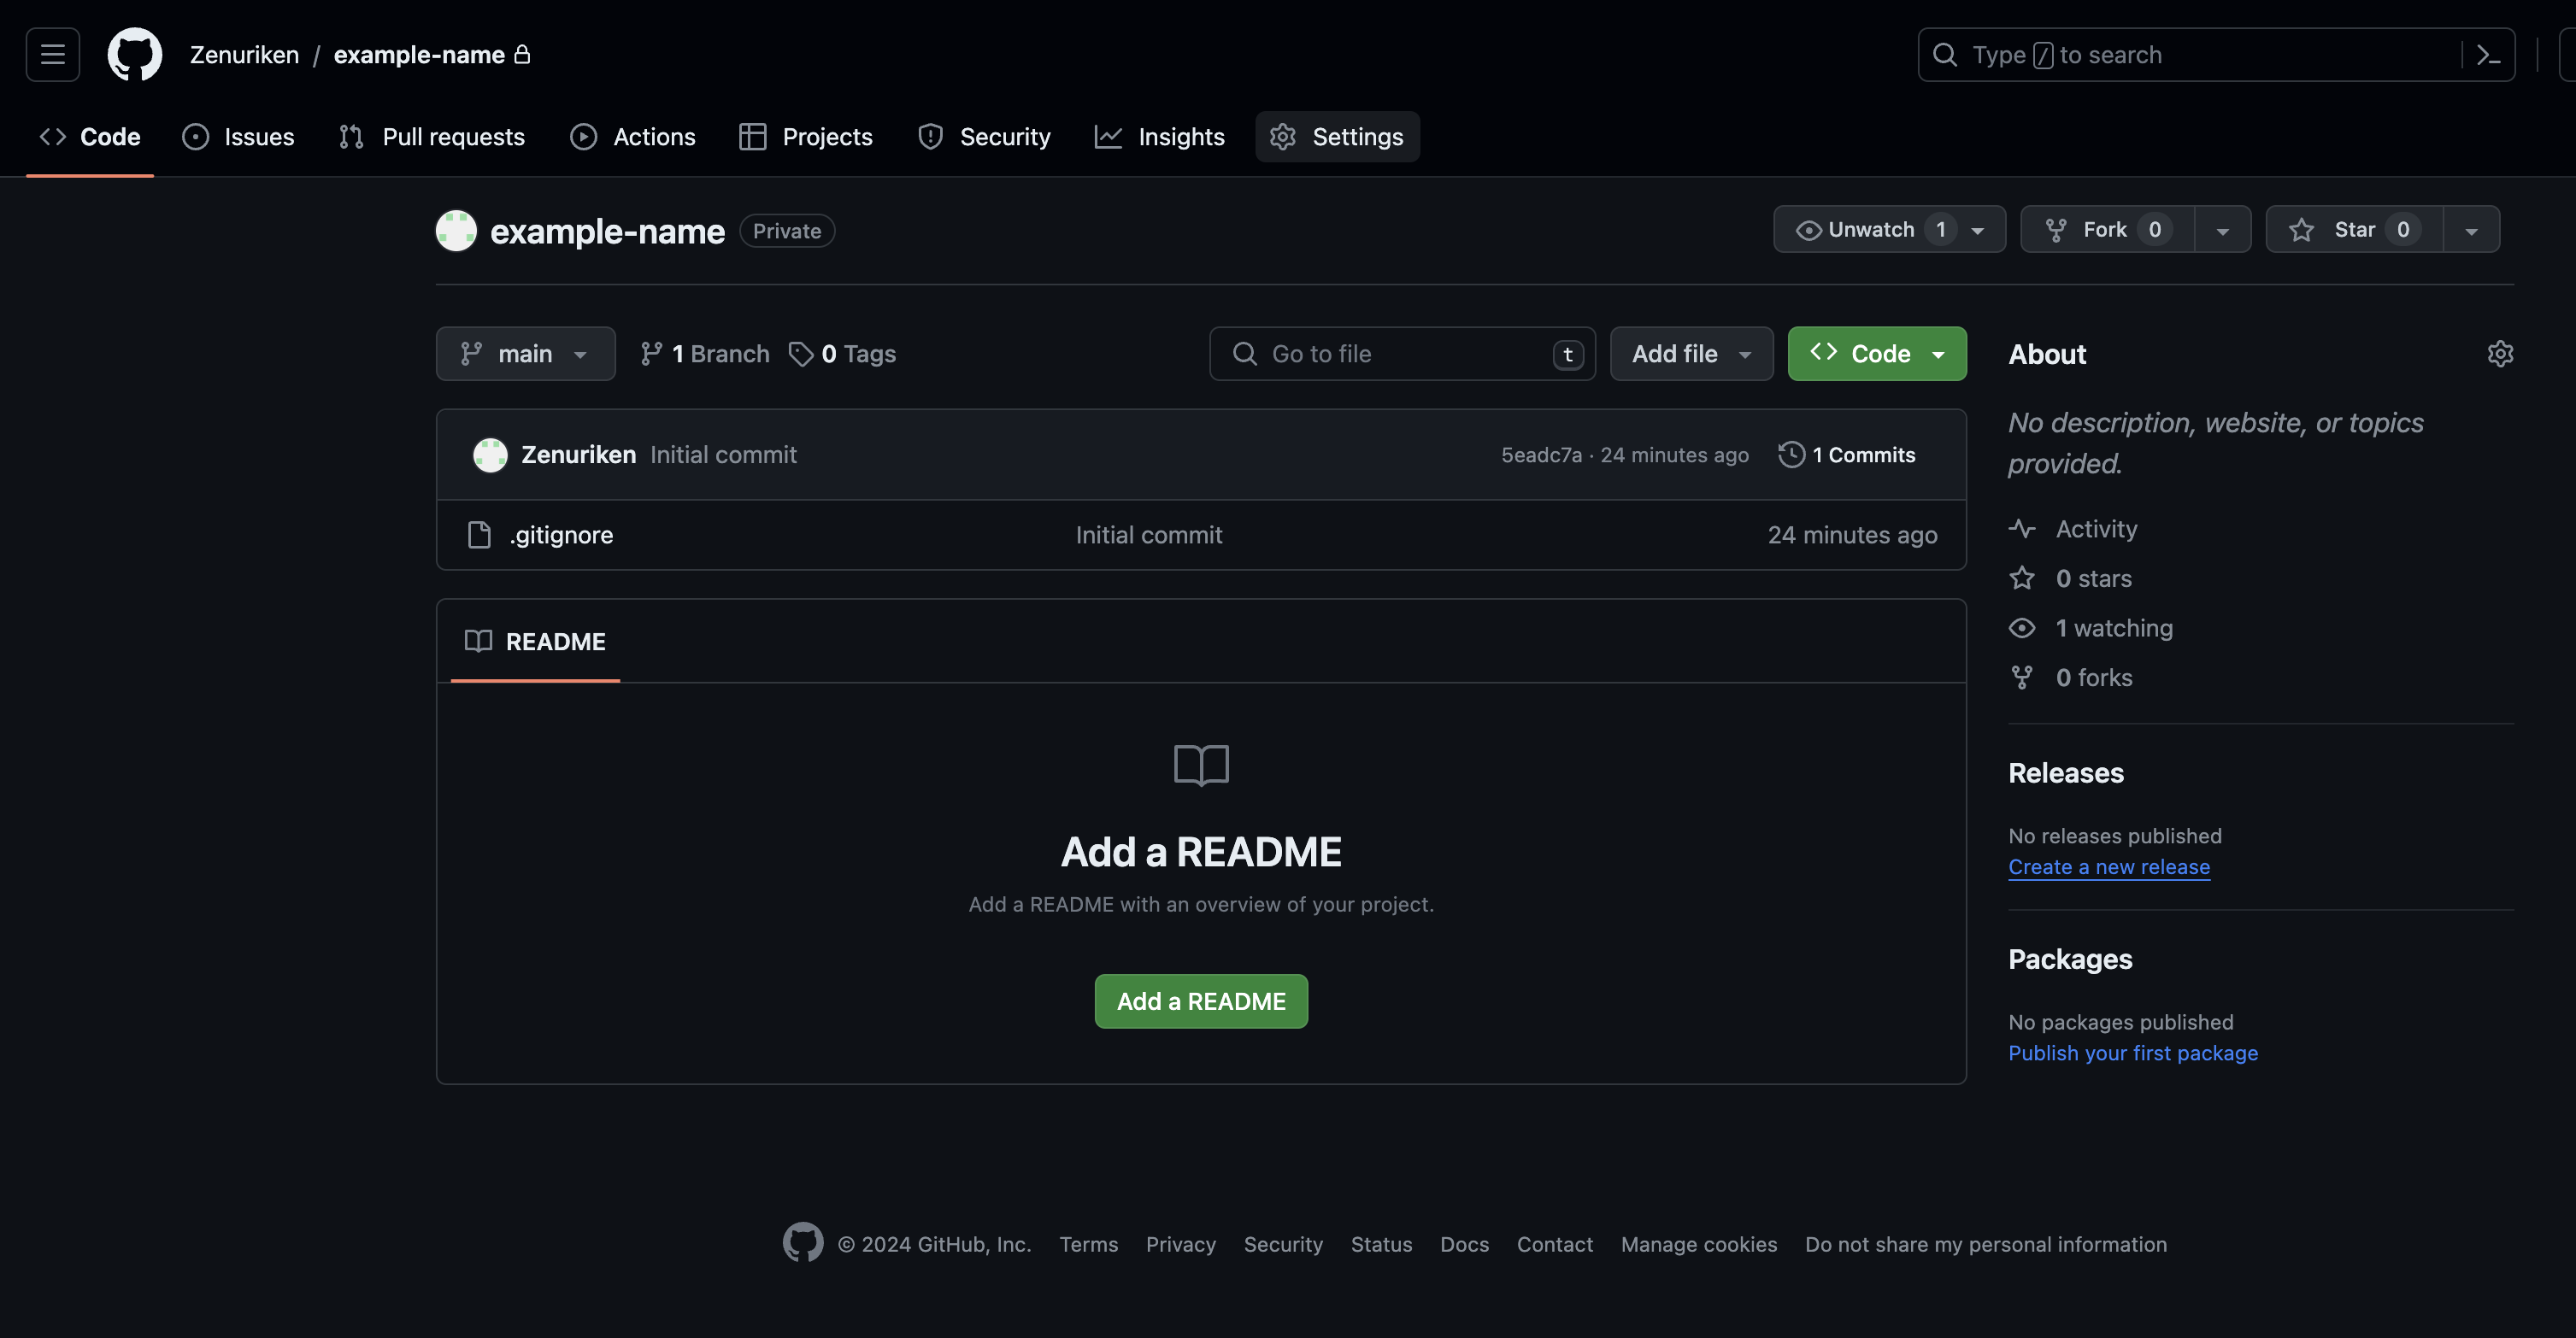 Zenuriken / example-name
Type / to search
Code Issues Pull requests Actions Projects Security Insights Settings
example-name Private
Unwatch 1 Fork 0 Star 0
main 1 Branch 0 Tags
Go to file t Add file Code
Zenuriken Initial commit 5eadc7a · 24 minutes ago 1 Commits
.gitignore Initial commit 24 minutes ago
README
Add a README
Add a README with an overview of your project.
Add a README
About
No description, website, or topics
provided.
Activity
0 stars
1 watching
0 forks
Releases
No releases published
Create a new release
Packages
No packages published
Publish your first package
© 2024 GitHub, Inc. Terms Privacy Security Status Docs Contact Manage cookies Do not share my personal information